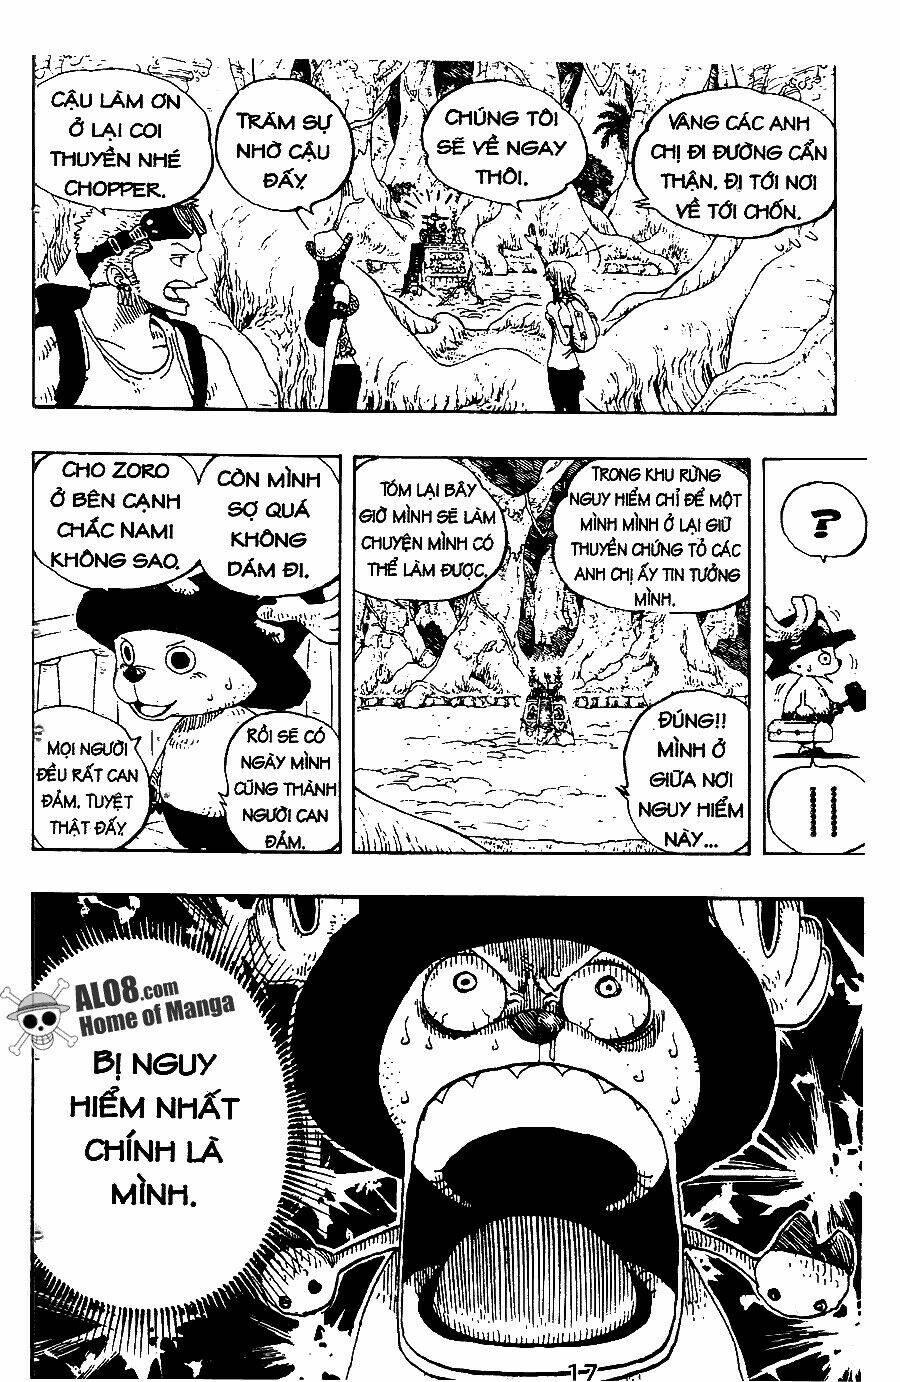 CẬU LÀM ƠN
Ở LẠI COI
THUYỀN NHÉ
CHOPPER.
TRĂM SỰ
NHỜ CẬU
ĐẤY.
CHÚNG TÔI
SẼ VỀ NGAY
THÔI.
VÂNG CÁC ANH
CHỊ ĐI ĐƯỜNG CẨN
THẬN. ĐI TỚI NƠI
VỀ TỚI CHỐN.
CHO ZORO
Ở BÊN CẠNH
CHẮC NAMI
KHÔNG SAO.
CÒN MÌNH
SỢ QUÁ
KHÔNG
DÁM ĐI.
MỌI NGƯỜI
ĐỀU RẤT CAN
ĐẢM. TUYỆT
THẬT ĐẤY.
RỒI SẼ CÓ
NGÀY MÌNH
CŨNG THÀNH
NGƯỜI CAN
ĐẢM.
TÓM LẠI BÂY
GIỜ MÌNH SẼ LÀM
CHUYỆN MÌNH CÓ
THỂ LÀM ĐƯỢC.
TRONG KHU RỪNG
NGUY HIỂM CHỈ ĐỂ MỘT
MÌNH MÌNH Ở LẠI GIỮ
THUYỀN CHỨNG TỎ CÁC
ANH CHỊ ẤY TIN TƯỞNG
MÌNH.
ĐÚNG!!
MÌNH Ở
GIỮA NƠI
NGUY HIỂM
NÀY...
?
!!
AL08.com
Home of Manga
BỊ NGUY
HIỂM NHẤT
CHÍNH LÀ
MÌNH.
17